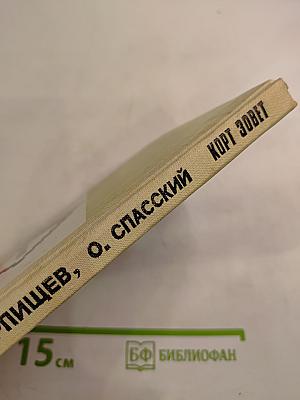 ПИЩЕВ, О. СПАССКИЙ КОРТ ЗОВЕТ
15 см
БФ БИБЛИОФАН